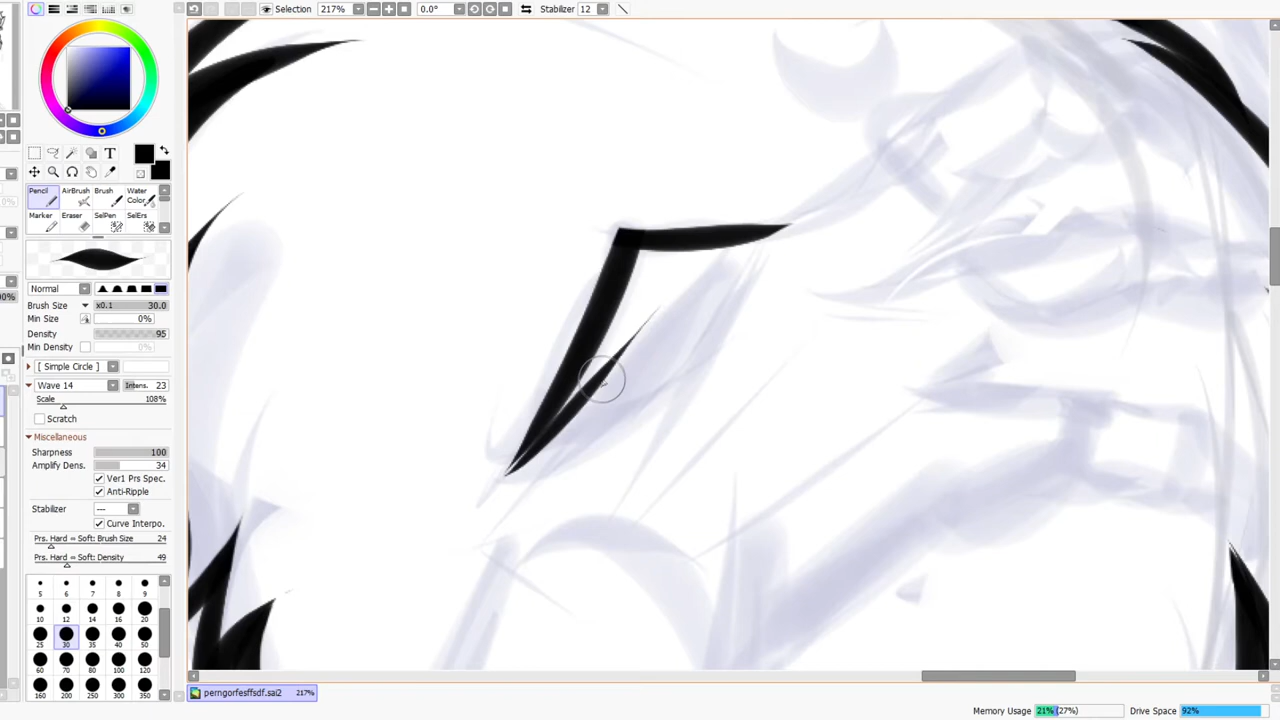 Selection 217% 0.0° Stabilizer 12
T
Pencil AirBrush Brush Water Color
Marker Eraser SelPen SelErs
Normal
Brush Size x0.1 30.0
Min Size 0%
Density 95
Min Density 0%
[ Simple Circle ]
Wave 14 Intens. 23
Scale 108%
Scratch
Miscellaneous
Sharpness 100
Amplify Dens. 34
Ver1 Prs Spec.
Anti-Ripple
Stabilizer ---
Curve Interpo.
Prs. Hard ⇔ Soft: Brush Size 24
Prs. Hard ⇔ Soft: Density 49
5 6 7 8 9
10 12 14 16 20
25 30 35 40 50
60 70 80 100 120
160 200 250 300 350
perngorfesffsdf.sai2 217%
Memory Usage 21% (27%) Drive Space 92%